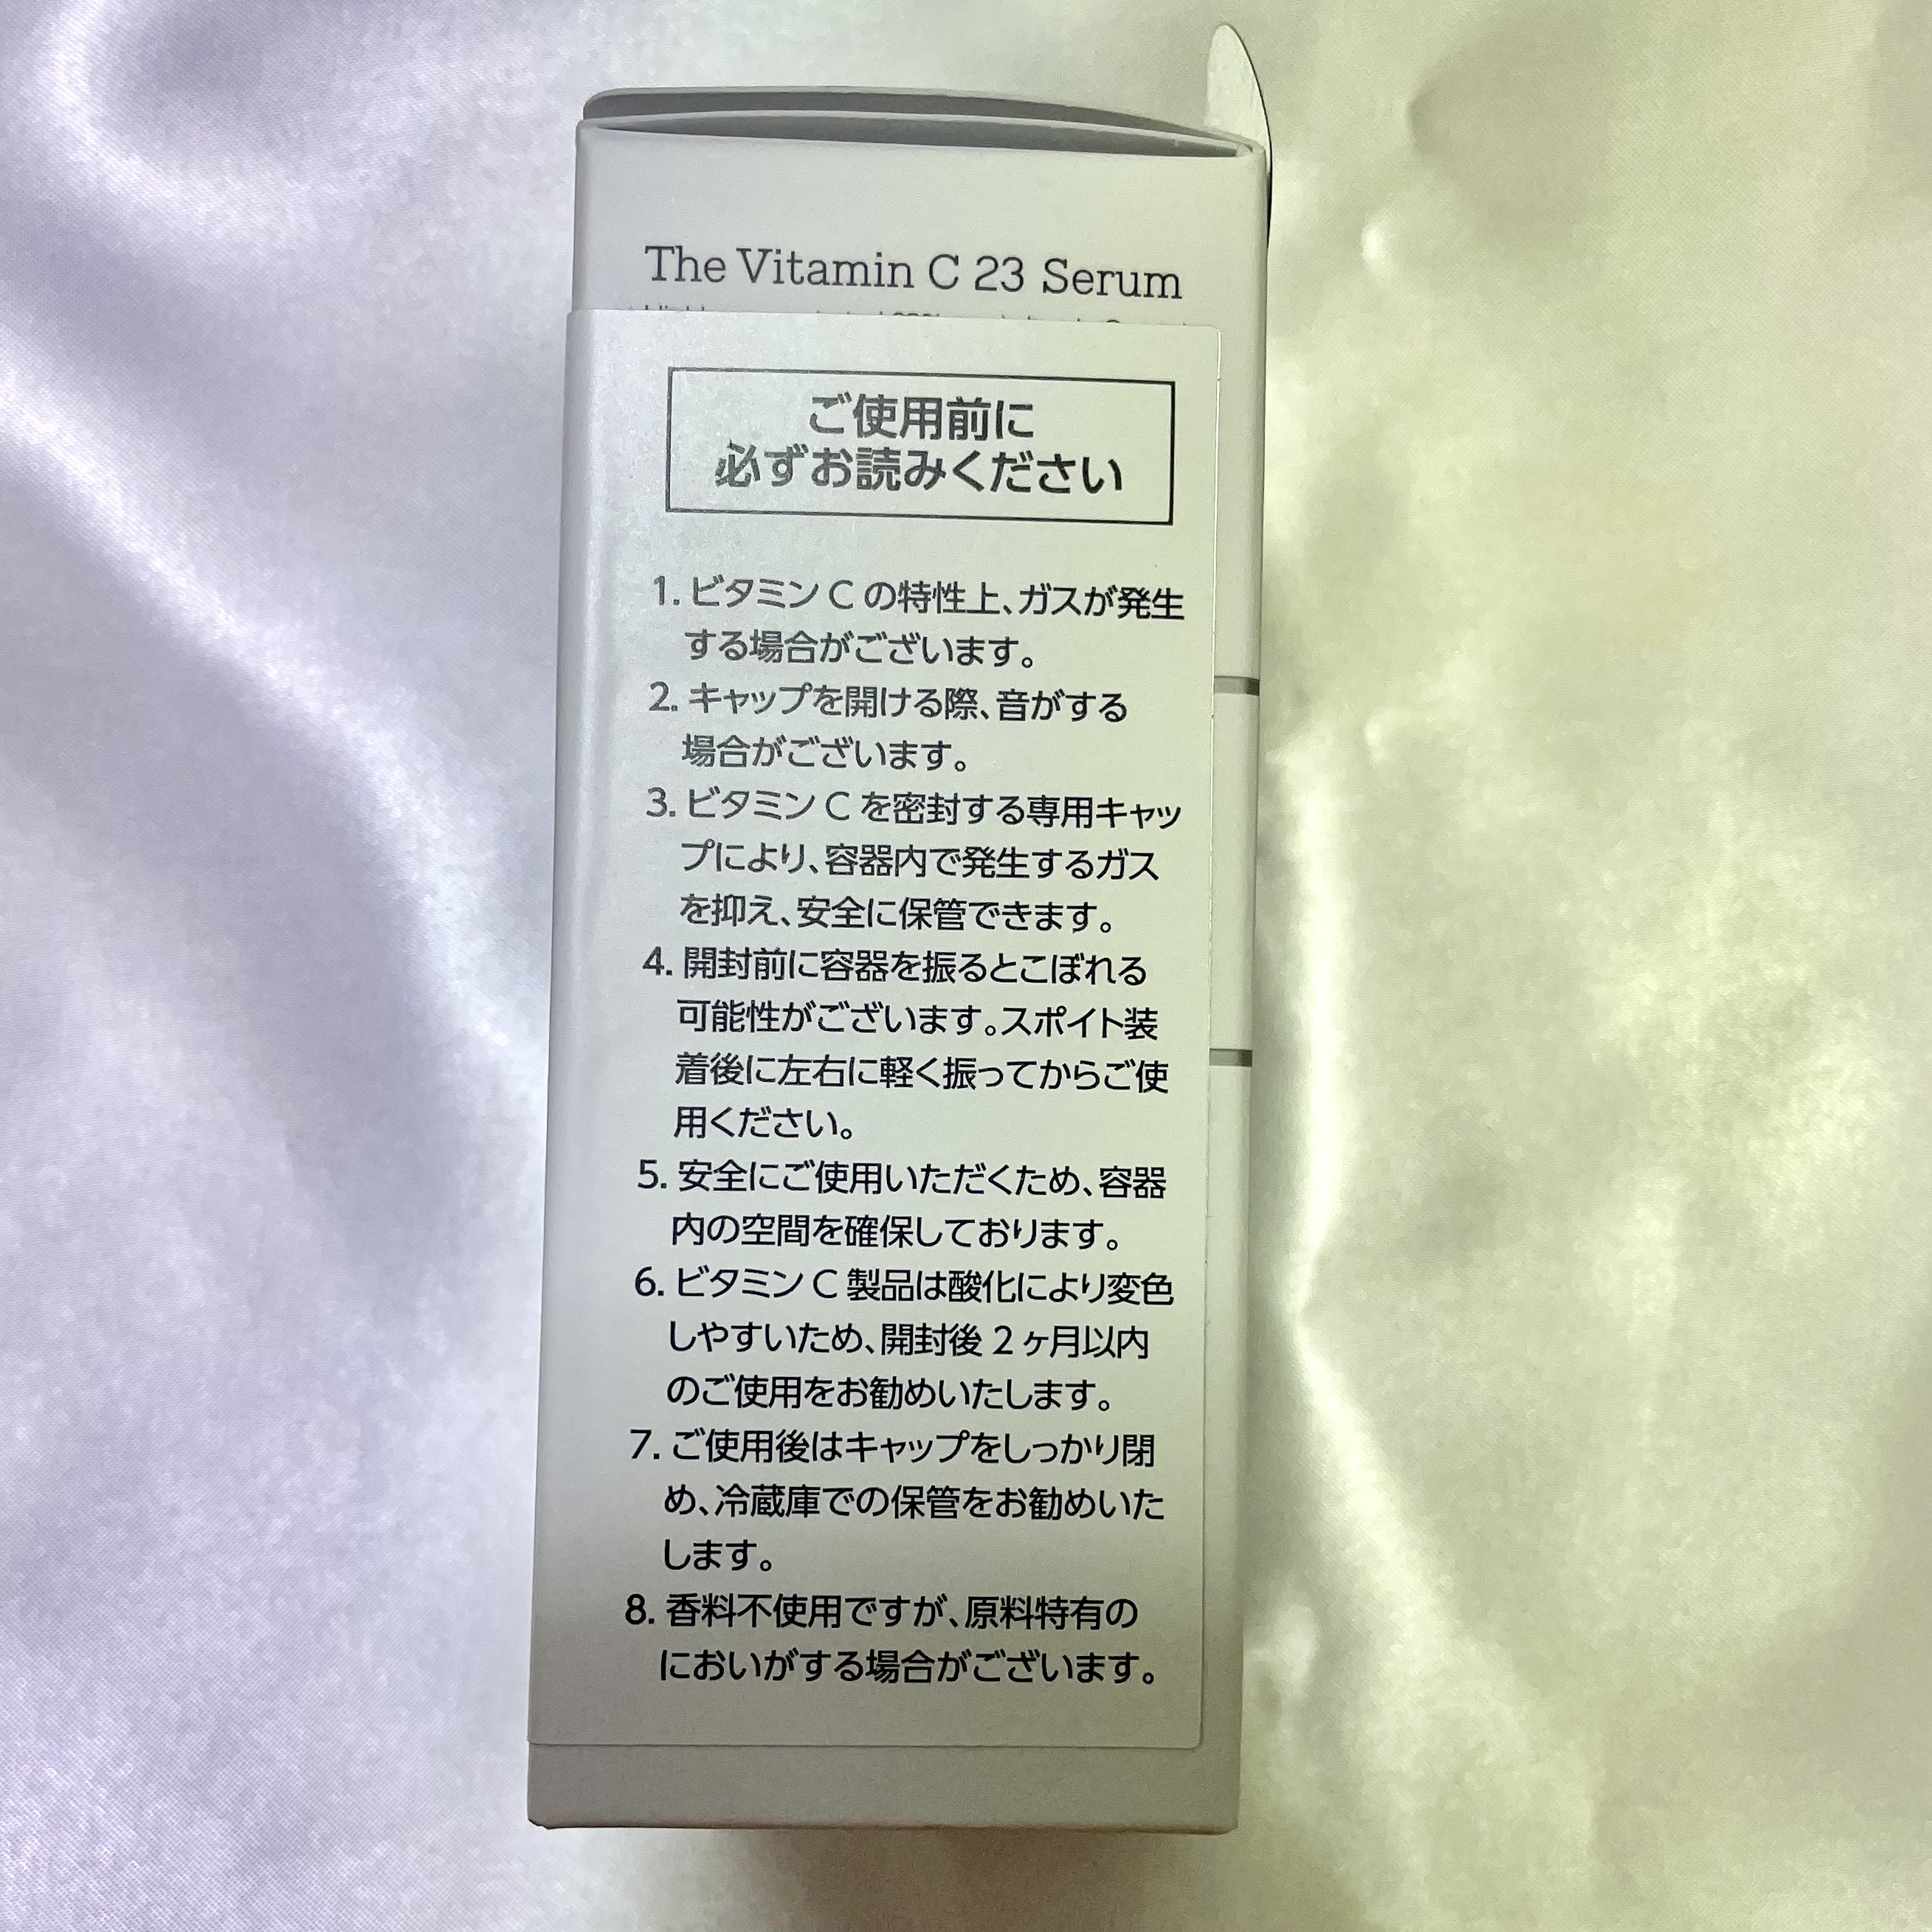 The Vitamin C 23 Serum
ご使用前に
必ずお読みください
1. ビタミン C の特性上、ガスが発生
する場合がございます。
2. キャップを開ける際、音がする
場合がございます。
3. ビタミン C を密封する専用キャッ
プにより、容器内で発生するガス
を抑え、安全に保管できます。
4. 開封前に容器を振るとこぼれる
可能性がございます。スポイト装
着後に左右に軽く振ってからご使
用ください。
5. 安全にご使用いただくため、容器
内の空間を確保しております。
6. ビタミン C 製品は酸化により変色
しやすいため、開封後 2 ヶ月以内
のご使用をお勧めいたします。
7. ご使用後はキャップをしっかり閉
め、冷蔵庫での保管をお勧めいた
します。
8. 香料不使用ですが、原料特有の
においがする場合がございます。